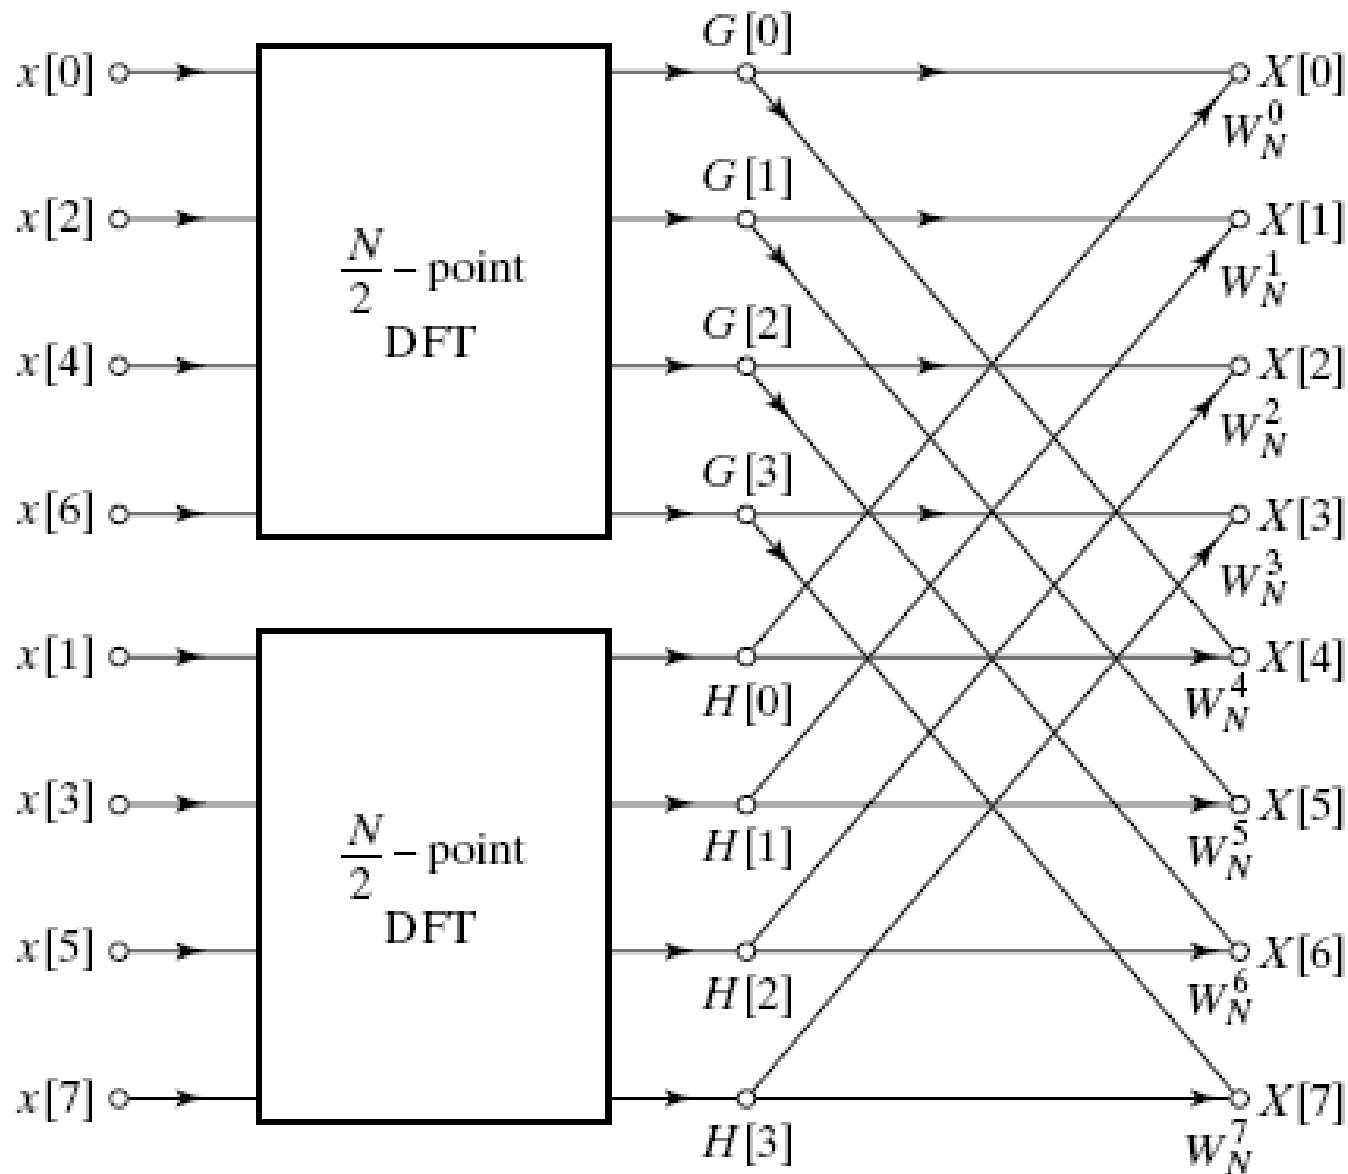 G[0]
x[0] X[0]
W_N^0
G[1]
x[2] X[1]
W_N^1
N/2 – point
DFT
G[2]
x[4] X[2]
W_N^2
G[3]
x[6] X[3]
W_N^3
x[1] X[4]
H[0] W_N^4
x[3] X[5]
H[1] W_N^5
N/2 – point
DFT
x[5] X[6]
H[2] W_N^6
x[7] X[7]
H[3] W_N^7